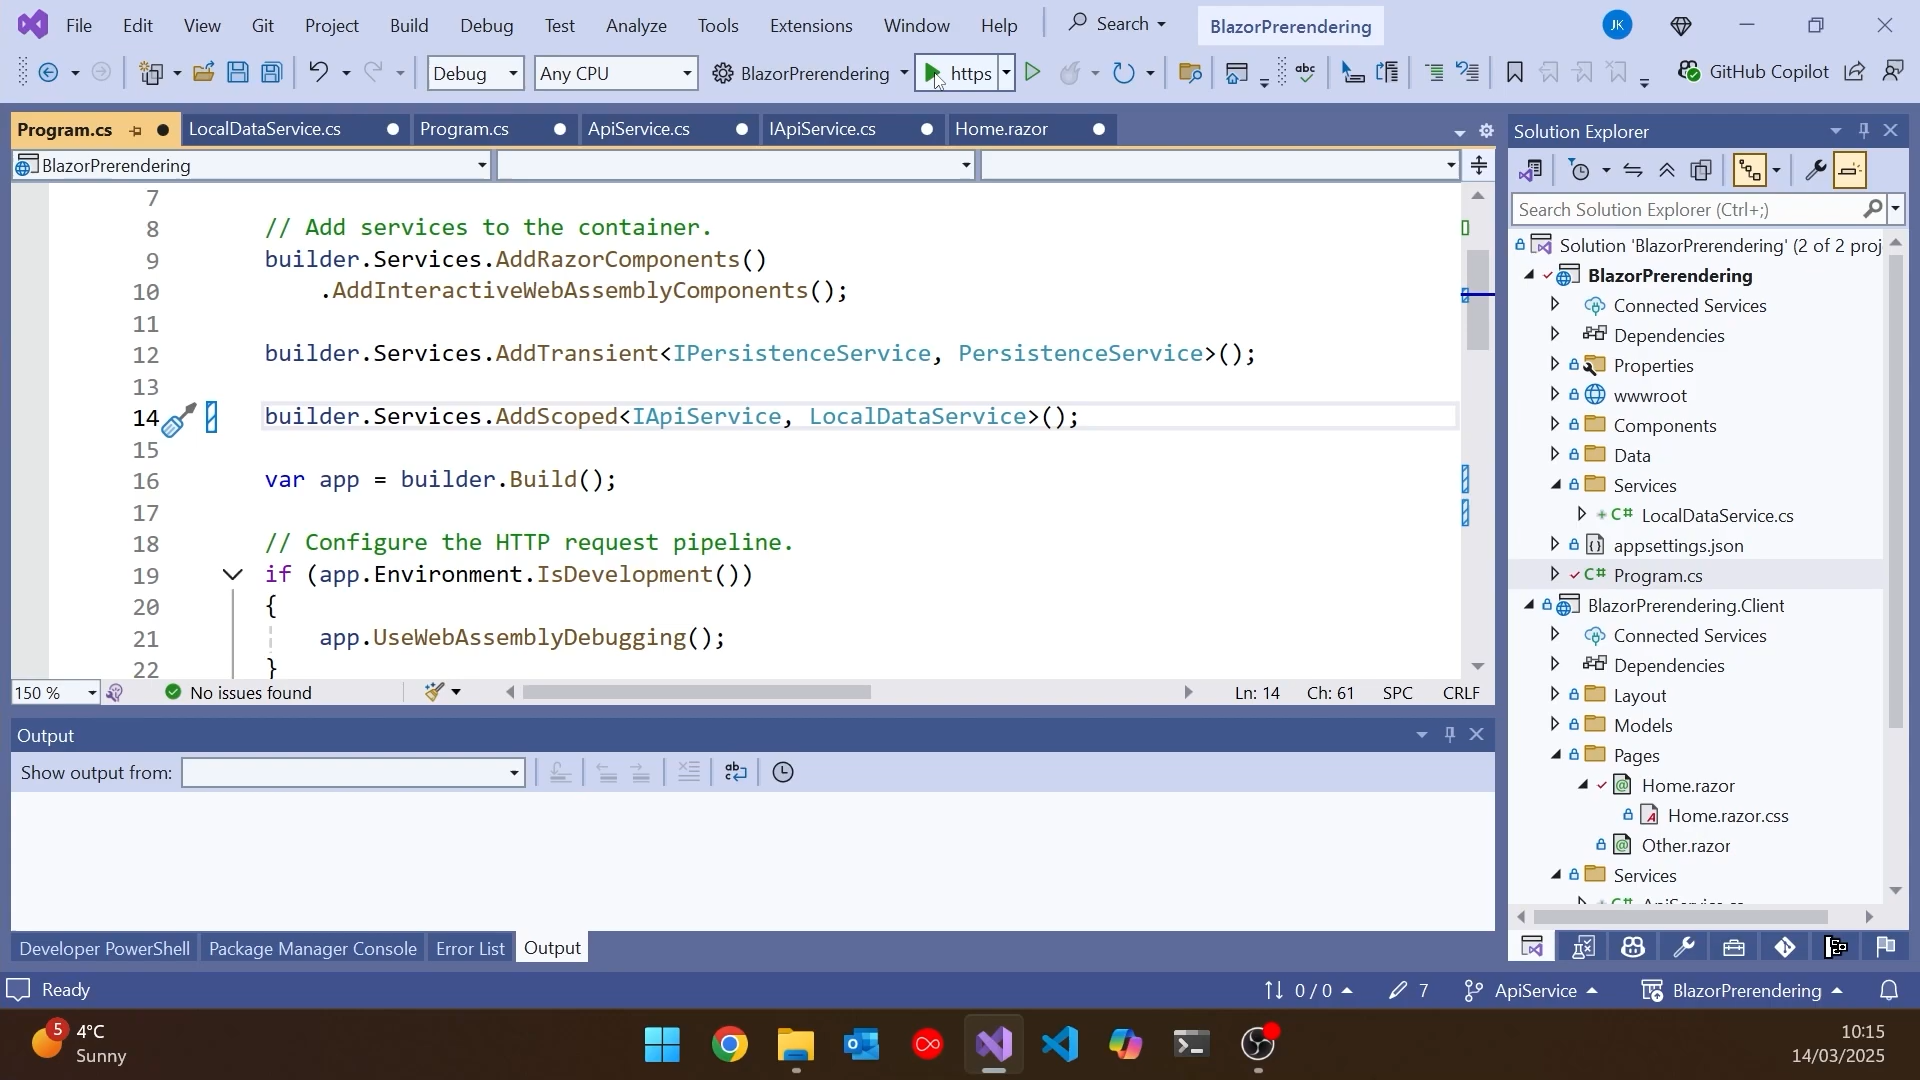 File Edit View Git Project Build Debug Test Analyze Tools Extensions Window Help Search BlazorPrerendering JK
Debug Any CPU BlazorPrerendering https GitHub Copilot
Program.cs LocalDataService.cs Program.cs ApiService.cs IApiService.cs Home.razor
BlazorPrerendering
7
8 // Add services to the container.
9 builder.Services.AddRazorComponents()
10 .AddInteractiveWebAssemblyComponents();
11
12 builder.Services.AddTransient<IPersistenceService, PersistenceService>();
13
14 builder.Services.AddScoped<IApiService, LocalDataService>();
15
16 var app = builder.Build();
17
18 // Configure the HTTP request pipeline.
19 if (app.Environment.IsDevelopment())
20 {
21 app.UseWebAssemblyDebugging();
22 }
150 % No issues found Ln: 14 Ch: 61 SPC CRLF
Output
Show output from:
Developer PowerShell Package Manager Console Error List Output
Solution Explorer
Search Solution Explorer (Ctrl+;)
Solution 'BlazorPrerendering' (2 of 2 proj
BlazorPrerendering
Connected Services
Dependencies
Properties
wwwroot
Components
Data
Services
C# LocalDataService.cs
appsettings.json
C# Program.cs
BlazorPrerendering.Client
Connected Services
Dependencies
Layout
Models
Pages
Home.razor
Home.razor.css
Other.razor
Services
Ready 0 / 0 7 ApiService BlazorPrerendering
5 4°C
Sunny
10:15
14/03/2025